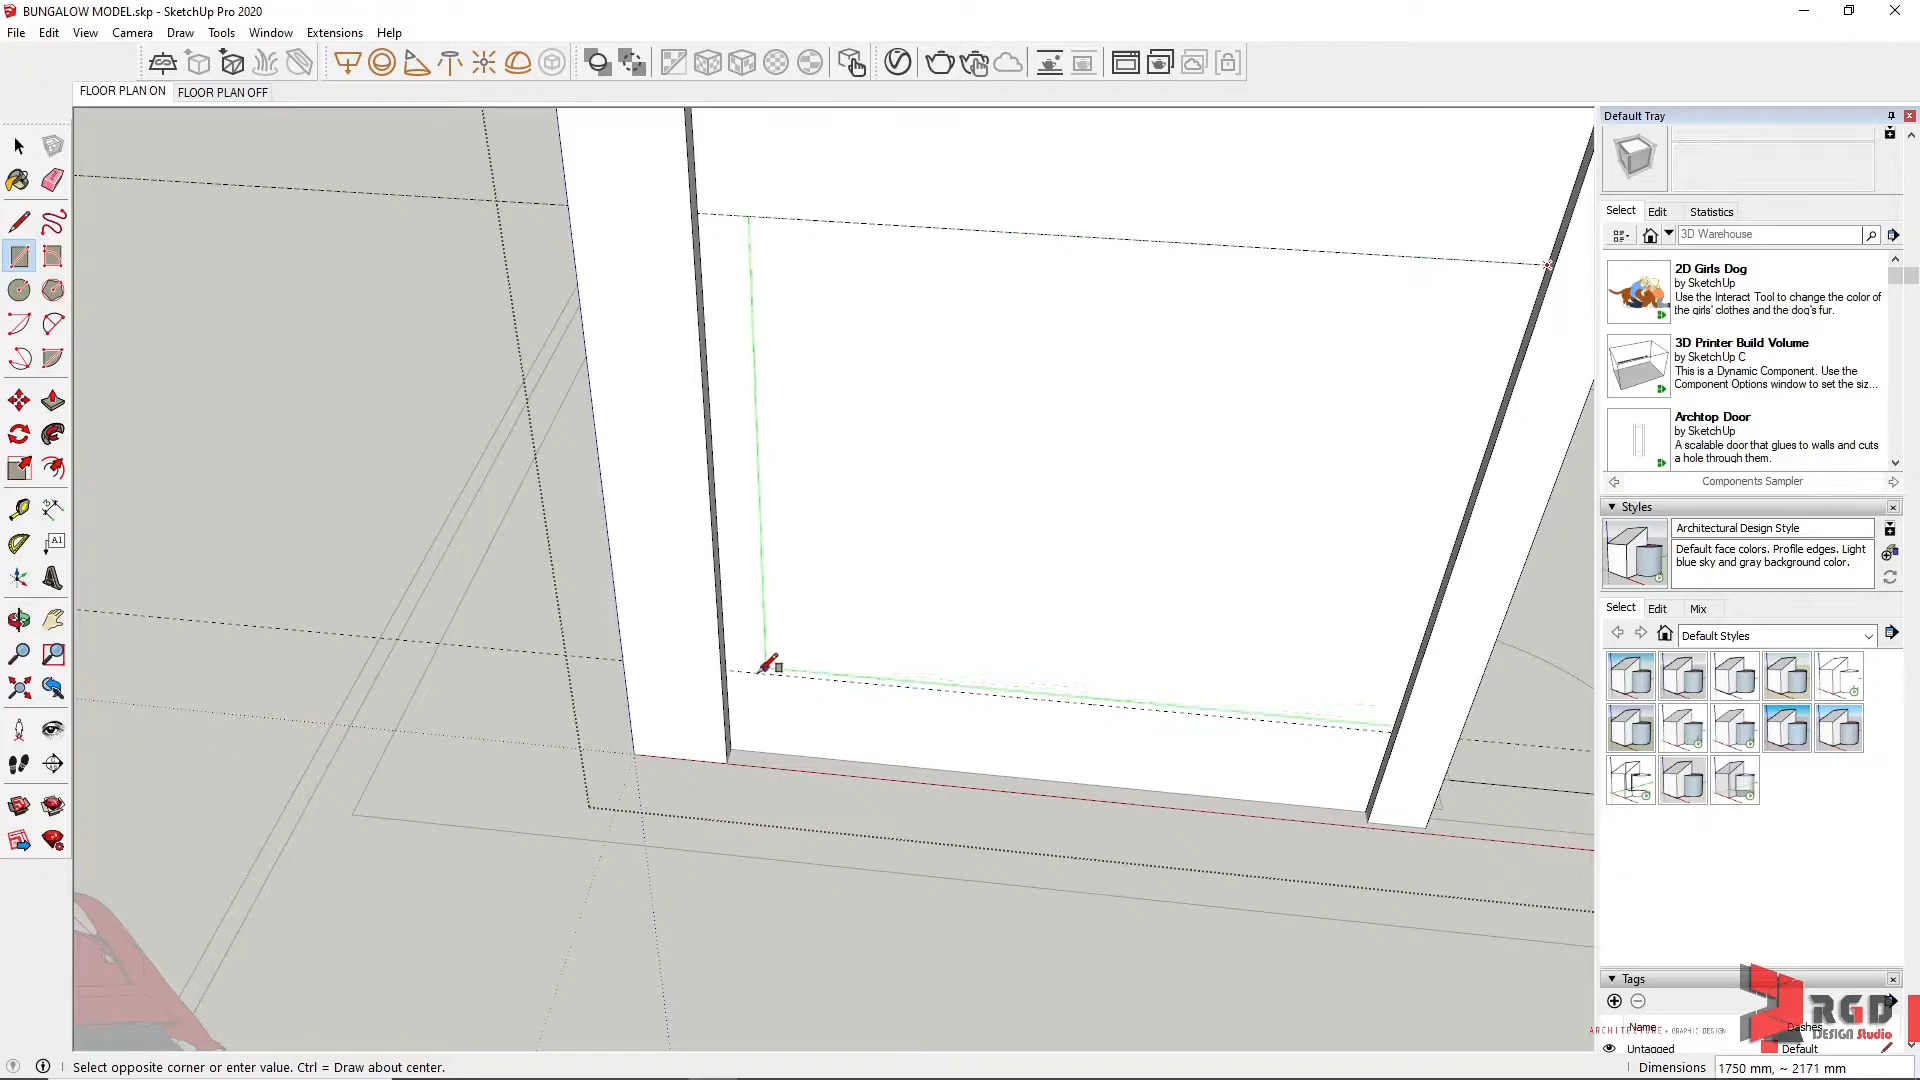 BUNGALOW MODEL.skp - SketchUp Pro 2020
File Edit View Camera Draw Tools Window Extensions Help
FLOOR PLAN ON FLOOR PLAN OFF
Default Tray
Select Edit Statistics
3D Warehouse
2D Girls Dog
by SketchUp
Use the Interact Tool to change the color of
the girls' clothes and the dog's fur.
3D Printer Build Volume
by SketchUp C
This is a Dynamic Component. Use the
Component Options window to set the siz...
Archtop Door
by SketchUp
A scalable door that glues to walls and cuts
a hole through them.
Components Sampler
A1
Styles
Architectural Design Style
Default face colors. Profile edges. Light
blue sky and gray background color.
Select Edit Mix
Default Styles
Tags
Name Dashes
Untagged Default
RGD
DESIGN Studio
ARCHITECTURE + GRAPHIC DESIGN
Select opposite corner or enter value. Ctrl = Draw about center.
Dimensions 1750 mm, ~ 2171 mm